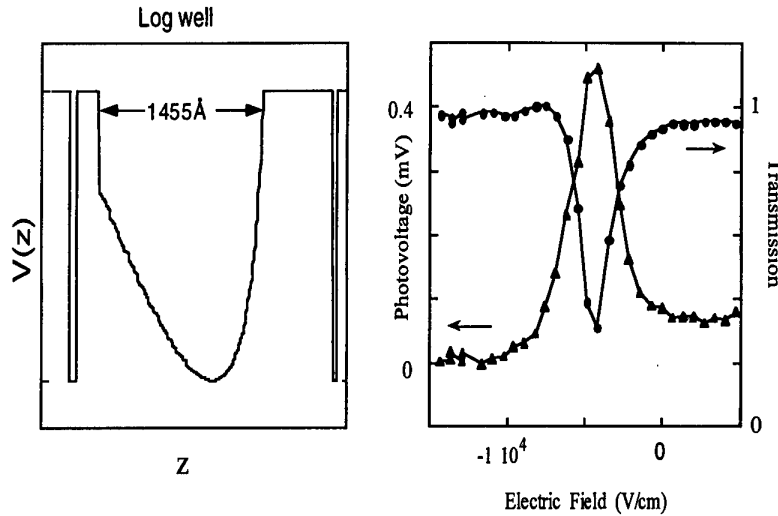 Log well
1455Å
V(z)
Z
0.4
0
Photovoltage (mV)
1
0
Transmission
-1 10⁴
0
Electric Field (V/cm)